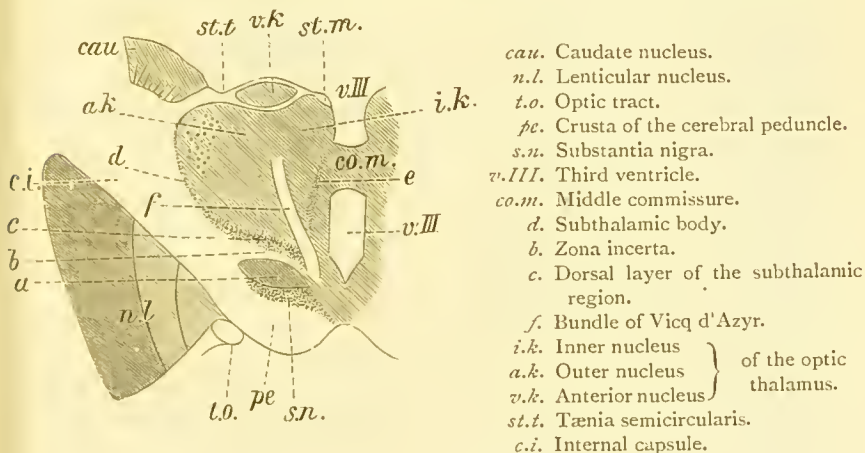 st.t v.k st.m.
cau
v.III
a.k i.k.
co.m.
d
c.i e
f
c v.III
b
a
n.l
t.o. pe s.n.
cau. Caudate nucleus.
n.l. Lenticular nucleus.
t.o. Optic tract.
pe. Crusta of the cerebral peduncle.
s.n. Substantia nigra.
v.III. Third ventricle.
co.m. Middle commissure.
d. Subthalamic body.
b. Zona incerta.
c. Dorsal layer of the subthalamic
region.
f. Bundle of Vicq d'Azyr.
i.k. Inner nucleus
a.k. Outer nucleus
v.k. Anterior nucleus
of the optic
thalamus.
st.t. Tænia semicircularis.
c.i. Internal capsule.